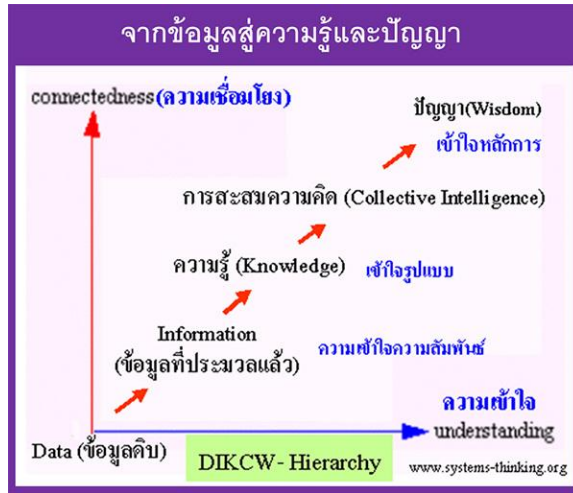 จากข้อมูลสู่ความรู้และปัญญา
connectedness(ความเชื่อมโยง)
ปัญญา(Wisdom)
เข้าใจหลักการ
การสะสมความคิด (Collective Intelligence)
ความรู้ (Knowledge)
เข้าใจรูปแบบ
Information
(ข้อมูลที่ประมวลแล้ว)
ความเข้าใจความสัมพันธ์
ความเข้าใจ
understanding
Data (ข้อมูลดิบ)
DIKCW- Hierarchy
www.systems-thinking.org